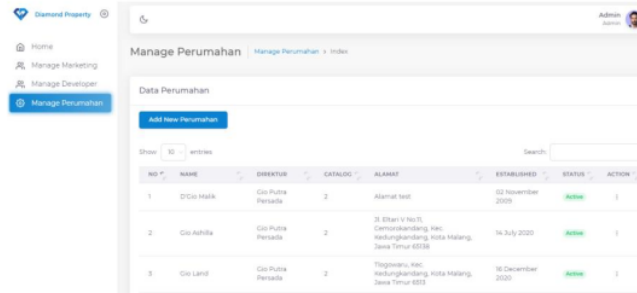 Diamond Property
Admin
Admin
Home
Manage Marketing
Manage Developer
Manage Perumahan
Manage Perumahan Manage Perumahan > Index
Data Perumahan
Add New Perumahan
Show 10 entries Search:
NO NAME DIREKTUR CATALOG ALAMAT ESTABLISHED STATUS ACTION
1 D'Gio Malik Gio Putra Persada 2 Alamat test 02 November 2009 Active
2 Gio Ashilla Gio Putra Persada 2 Jl. Eltari V No.11, Cemorokandang, Kec. Kedungkandang, Kota Malang, Jawa Timur 65138 14 July 2020 Active
3 Gio Land Gio Putra Persada 2 Tlogowaru, Kec. Kedungkandang, Kota Malang, Jawa Timur 6313 16 December 2020 Active